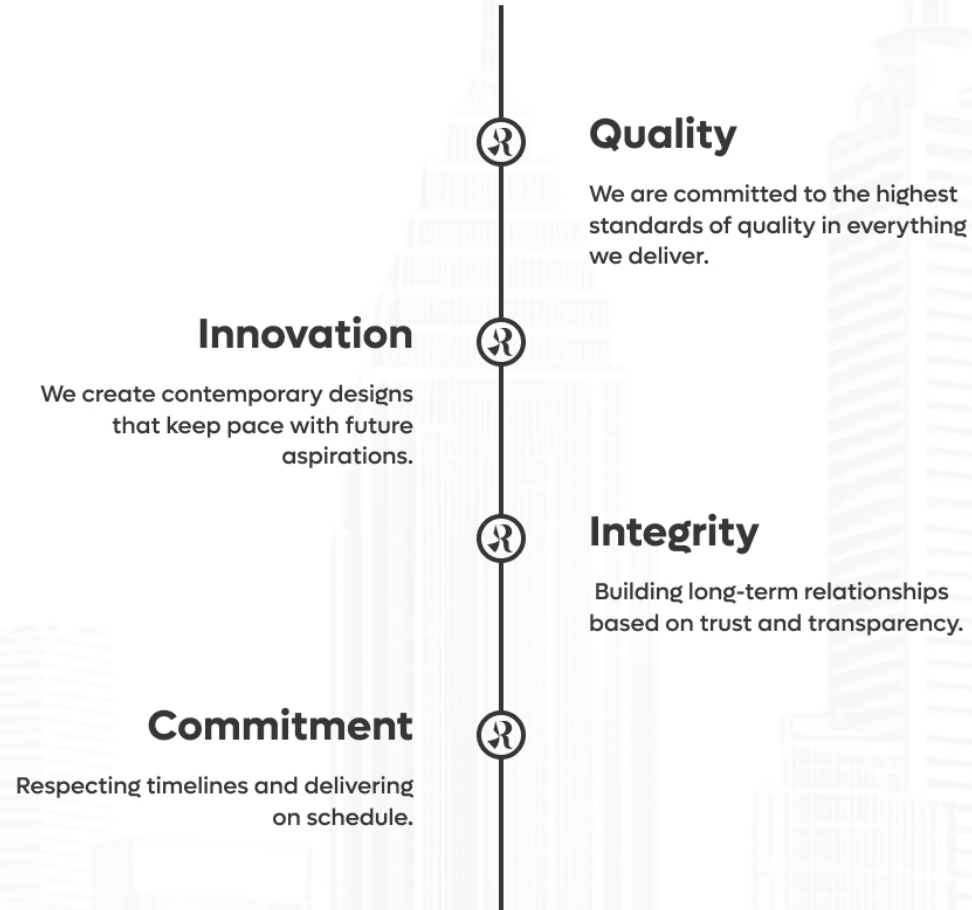 Quality
We are committed to the highest
standards of quality in everything
we deliver.
Innovation
We create contemporary designs
that keep pace with future
aspirations.
Integrity
Building long-term relationships
based on trust and transparency.
Commitment
Respecting timelines and delivering
on schedule.